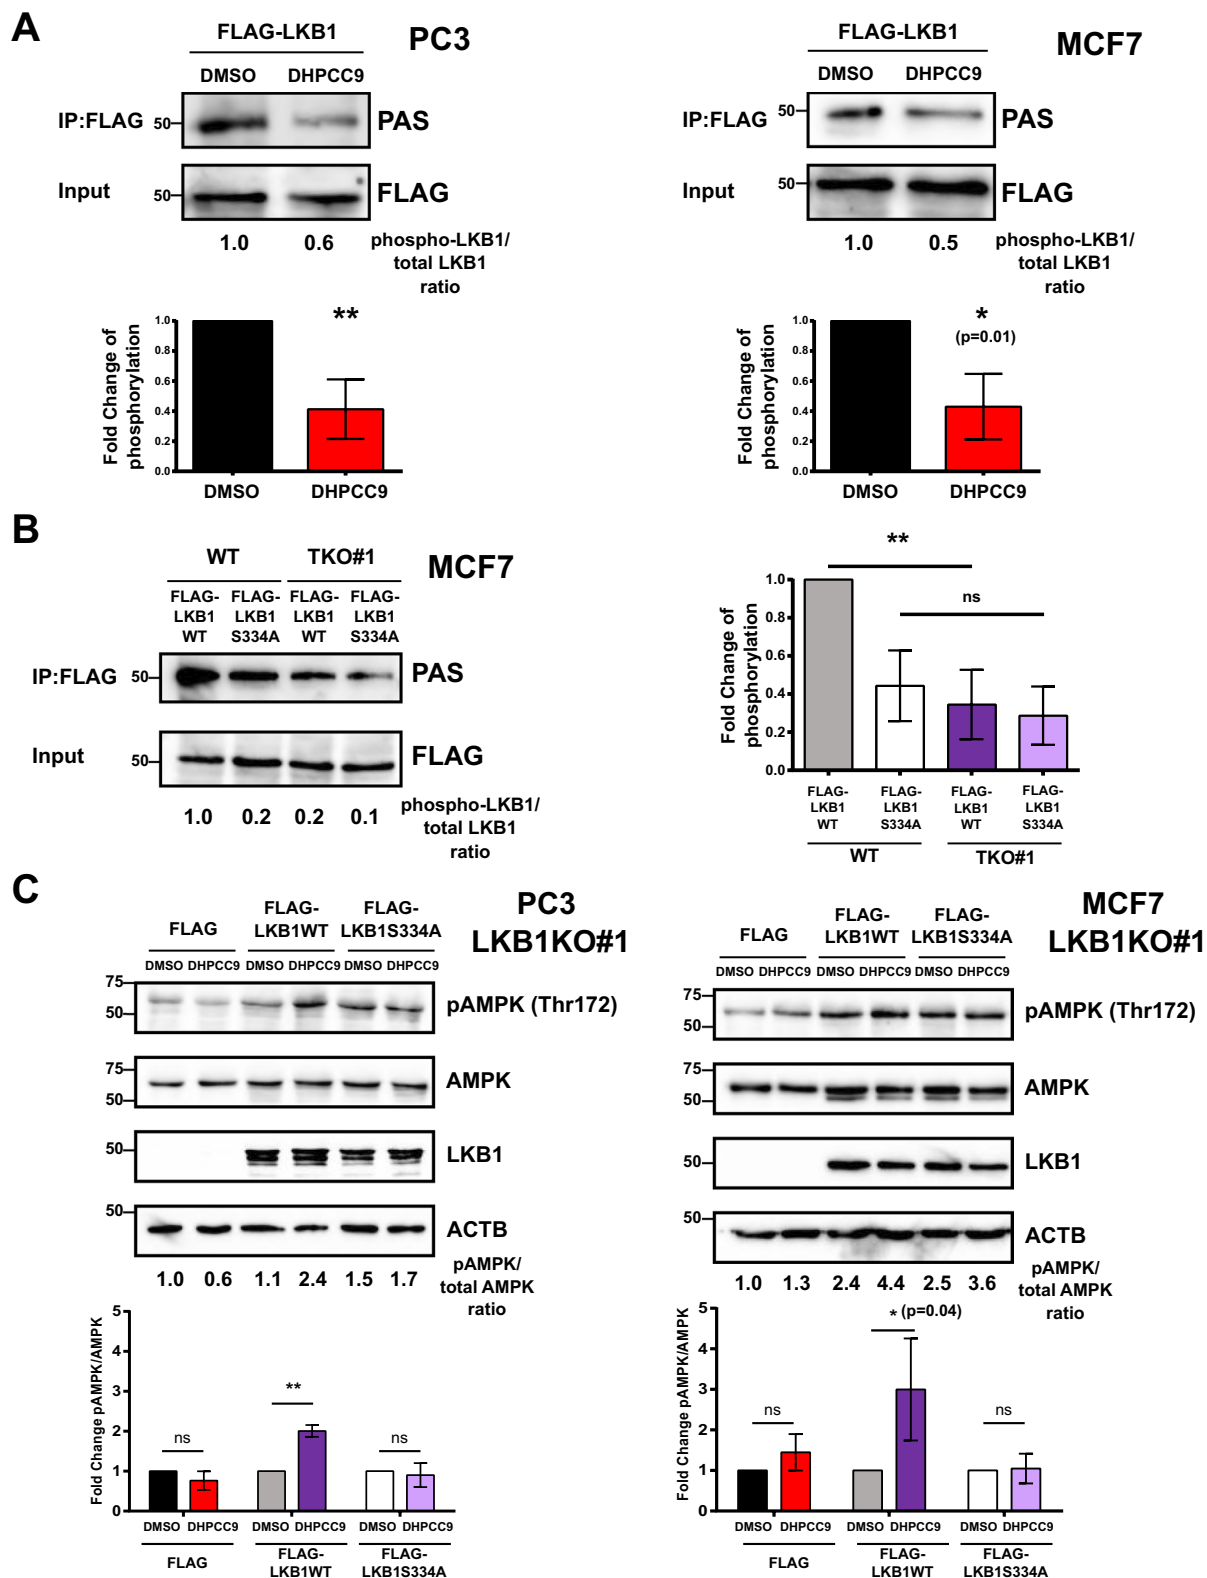 A
FLAG-LKB1
PC3
DMSO DHPCC9
IP:FLAG 50 PAS
Input 50 FLAG
1.0 0.6 phospho-LKB1/
total LKB1
ratio
Fold Change of
phosphorylation
1.0
0.8
0.6
0.4
0.2
0.0
**
DMSO DHPCC9
FLAG-LKB1
MCF7
DMSO DHPCC9
IP:FLAG 50 PAS
Input 50 FLAG
1.0 0.5 phospho-LKB1/
total LKB1
ratio
Fold Change of
phosphorylation
1.0
0.8
0.6
0.4
0.2
0.0
*
(p=0.01)
DMSO DHPCC9
B
WT TKO#1
MCF7
FLAG- FLAG- FLAG- FLAG-
LKB1 LKB1 LKB1 LKB1
WT S334A WT S334A
IP:FLAG 50 PAS
Input 50 FLAG
1.0 0.2 0.2 0.1 phospho-LKB1/
total LKB1
ratio
Fold Change of
phosphorylation
1.0
0.8
0.6
0.4
0.2
0.0
**
ns
FLAG- FLAG- FLAG- FLAG-
LKB1 LKB1 LKB1 LKB1
WT S334A WT S334A
WT TKO#1
C
PC3
LKB1KO#1
FLAG FLAG- FLAG-
LKB1WT LKB1S334A
DMSO DHPCC9 DMSO DHPCC9 DMSO DHPCC9
75
50
pAMPK (Thr172)
75
50
AMPK
50 LKB1
50 ACTB
1.0 0.6 1.1 2.4 1.5 1.7 pAMPK/
total AMPK
ratio
Fold Change pAMPK/AMPK
5
4
3
2
1
0
ns ** ns
DMSO DHPCC9 DMSO DHPCC9 DMSO DHPCC9
FLAG FLAG- FLAG-
LKB1WT LKB1S334A
MCF7
LKB1KO#1
FLAG FLAG- FLAG-
LKB1WT LKB1S334A
DMSO DHPCC9 DMSO DHPCC9 DMSO DHPCC9
75
50
pAMPK (Thr172)
75
50
AMPK
50 LKB1
50 ACTB
1.0 1.3 2.4 4.4 2.5 3.6 pAMPK/
total AMPK
ratio
Fold Change pAMPK/AMPK
5
4
3
2
1
0
ns * (p=0.04) ns
DMSO DHPCC9 DMSO DHPCC9 DMSO DHPCC9
FLAG FLAG- FLAG-
LKB1WT LKB1S334A